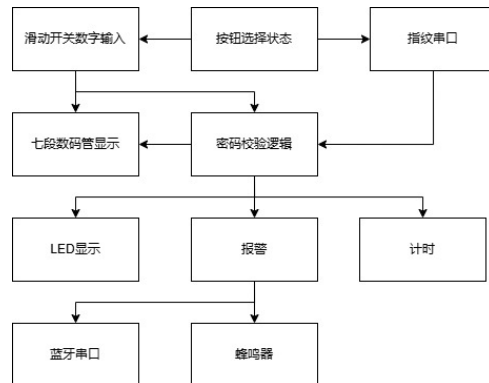 滑动开关数字输入
按钮选择状态
指纹串口
七段数码管显示
密码校验逻辑
LED显示
报警
计时
蓝牙串口
蜂鸣器